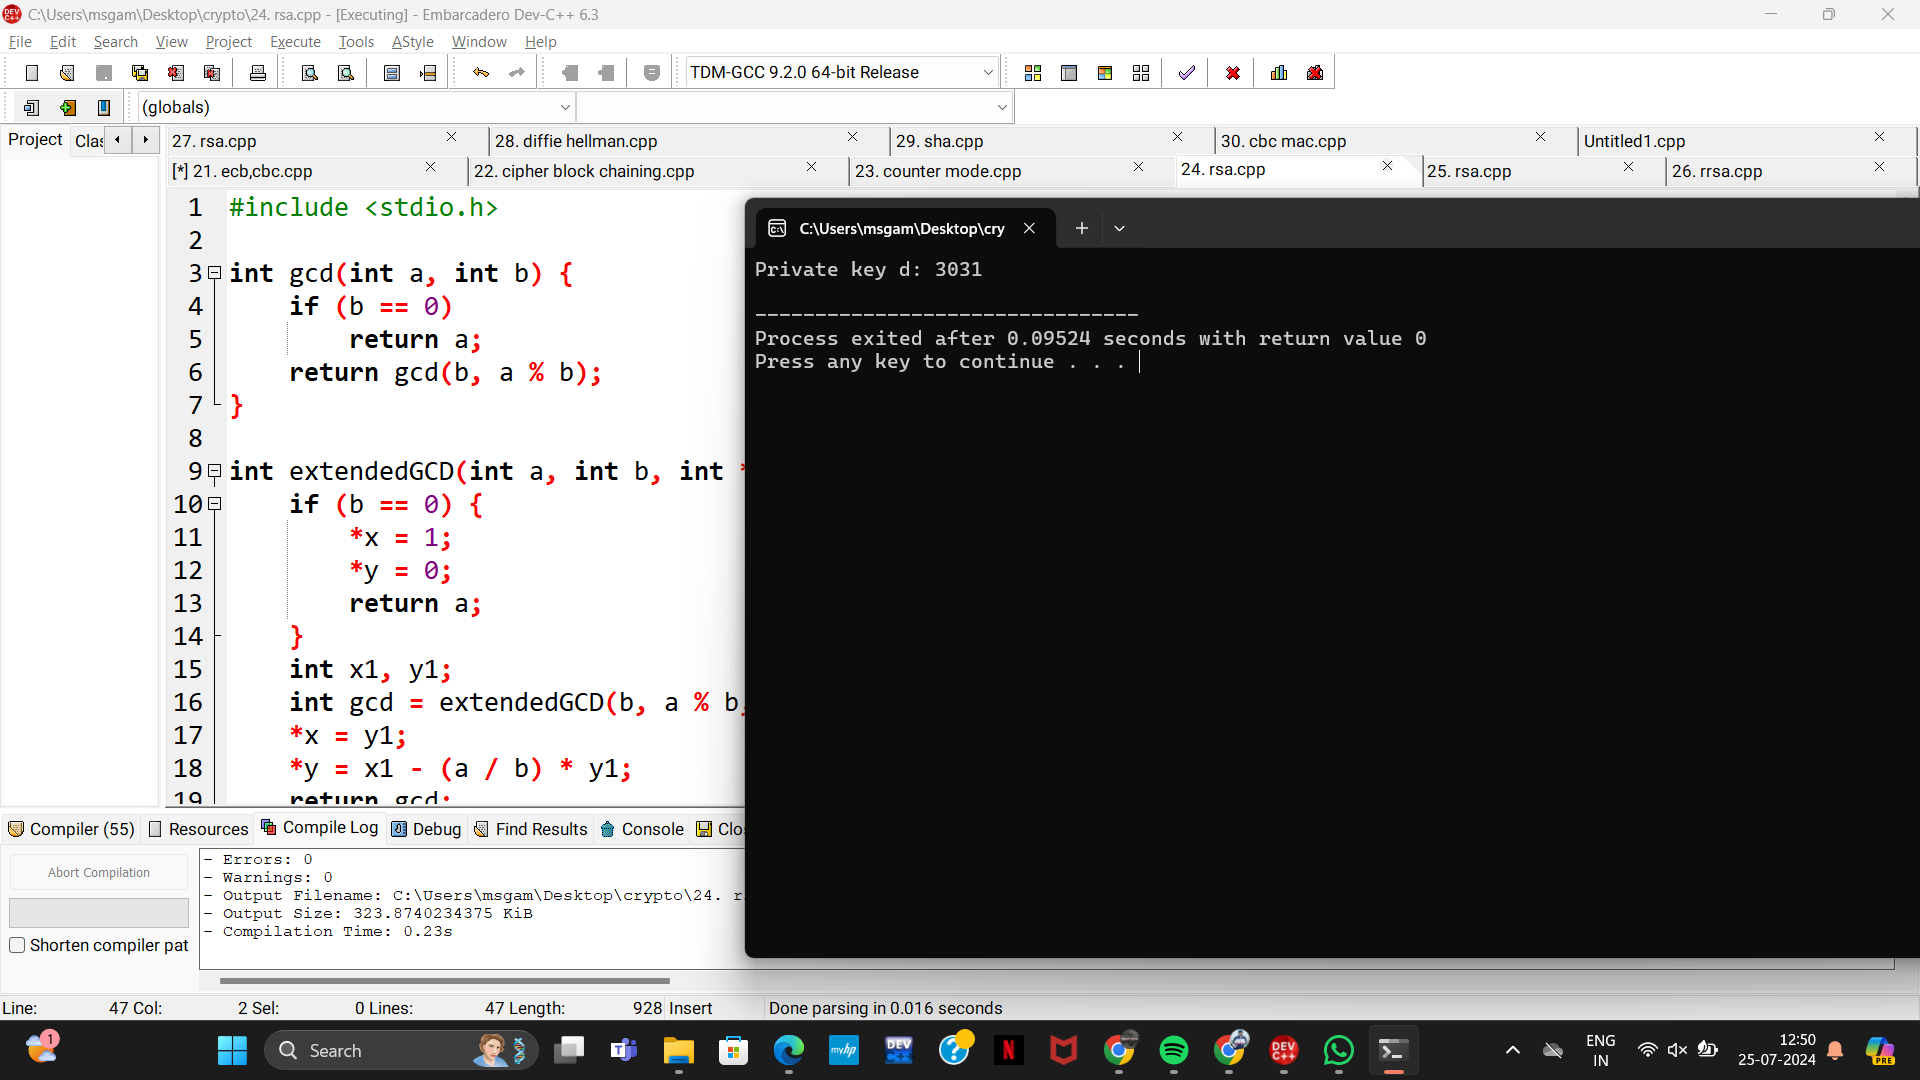 C:\Users\msgam\Desktop\crypto\24. rsa.cpp - [Executing] - Embarcadero Dev-C++ 6.3
File Edit Search View Project Execute Tools AStyle Window Help
TDM-GCC 9.2.0 64-bit Release
(globals)
Project Clas
27. rsa.cpp 28. diffie hellman.cpp 29. sha.cpp 30. cbc mac.cpp Untitled1.cpp
[*] 21. ecb,cbc.cpp 22. cipher block chaining.cpp 23. counter mode.cpp 24. rsa.cpp 25. rsa.cpp 26. rrsa.cpp
1 #include <stdio.h>
2
3 int gcd(int a, int b) {
4 if (b == 0)
5 return a;
6 return gcd(b, a % b);
7 }
8
9 int extendedGCD(int a, int b, int *
10 if (b == 0) {
11 *x = 1;
12 *y = 0;
13 return a;
14 }
15 int x1, y1;
16 int gcd = extendedGCD(b, a % b,
17 *x = y1;
18 *y = x1 - (a / b) * y1;
19 return gcd;
C:\Users\msgam\Desktop\cry
Private key d: 3031
--------------------------------
Process exited after 0.09524 seconds with return value 0
Press any key to continue . . .
Compiler (55) Resources Compile Log Debug Find Results Console Clo
Abort Compilation
Shorten compiler pat
- Errors: 0
- Warnings: 0
- Output Filename: C:\Users\msgam\Desktop\crypto\24. r
- Output Size: 323.8740234375 KiB
- Compilation Time: 0.23s
Line: 47 Col: 2 Sel: 0 Lines: 47 Length: 928 Insert Done parsing in 0.016 seconds
1
Search
myhp
DEV C++
N
DEV C++
ENG
IN
12:50
25-07-2024
PRE